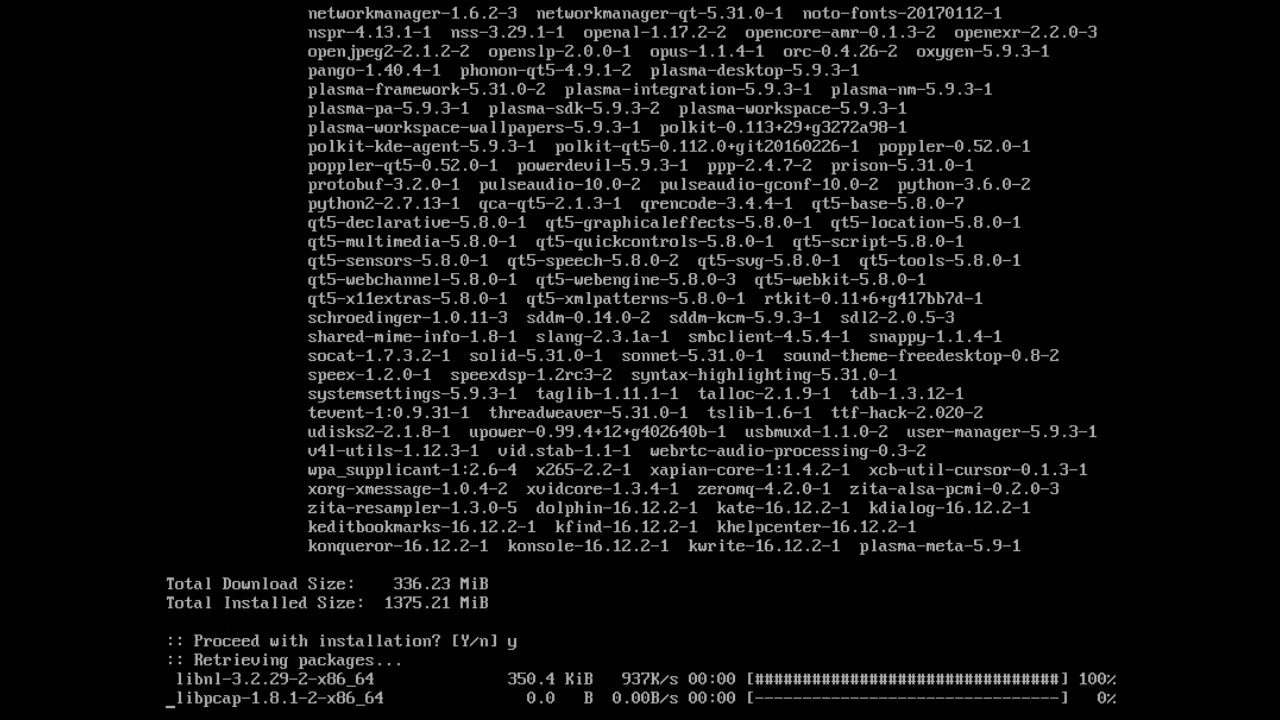 networkmanager-1.6.2-3  networkmanager-qt-5.31.0-1  noto-fonts-20170112-1
nspr-4.13.1-1  nss-3.29.1-1  openal-1.17.2-2  opencore-amr-0.1.3-2  openexr-2.2.0-3
openjpeg2-2.1.2-2  openslp-2.0.0-1  opus-1.1.4-1  orc-0.4.26-2  oxygen-5.9.3-1
pango-1.40.4-1  phonon-qt5-4.9.1-2  plasma-desktop-5.9.3-1
plasma-framework-5.31.0-2  plasma-integration-5.9.3-1  plasma-nm-5.9.3-1
plasma-pa-5.9.3-1  plasma-sdk-5.9.3-2  plasma-workspace-5.9.3-1
plasma-workspace-wallpapers-5.9.3-1  polkit-0.113+29+g3272a98-1
polkit-kde-agent-5.9.3-1  polkit-qt5-0.112.0+git20160226-1  poppler-0.52.0-1
poppler-qt5-0.52.0-1  powerdevil-5.9.3-1  ppp-2.4.7-2  prison-5.31.0-1
protobuf-3.2.0-1  pulseaudio-10.0-2  pulseaudio-gconf-10.0-2  python-3.6.0-2
python2-2.7.13-1  qca-qt5-2.1.3-1  qrencode-3.4.4-1  qt5-base-5.8.0-7
qt5-declarative-5.8.0-1  qt5-graphicaleffects-5.8.0-1  qt5-location-5.8.0-1
qt5-multimedia-5.8.0-1  qt5-quickcontrols-5.8.0-1  qt5-script-5.8.0-1
qt5-sensors-5.8.0-1  qt5-speech-5.8.0-2  qt5-svg-5.8.0-1  qt5-tools-5.8.0-1
qt5-webchannel-5.8.0-1  qt5-webengine-5.8.0-3  qt5-webkit-5.8.0-1
qt5-x11extras-5.8.0-1  qt5-xmlpatterns-5.8.0-1  rtkit-0.11+6+g417bb7d-1
schroedinger-1.0.11-3  sddm-0.14.0-2  sddm-kcm-5.9.3-1  sdl2-2.0.5-3
shared-mime-info-1.8-1  slang-2.3.1a-1  smbclient-4.5.4-1  snappy-1.1.4-1
socat-1.7.3.2-1  solid-5.31.0-1  sonnet-5.31.0-1  sound-theme-freedesktop-0.8-2
speex-1.2.0-1  speexdsp-1.2rc3-2  syntax-highlighting-5.31.0-1
systemsettings-5.9.3-1  taglib-1.11.1-1  talloc-2.1.9-1  tdb-1.3.12-1
tevent-1:0.9.31-1  threadweaver-5.31.0-1  tslib-1.6-1  ttf-hack-2.020-2
udisks2-2.1.8-1  upower-0.99.4+12+g402640b-1  usbmuxd-1.1.0-2  user-manager-5.9.3-1
v4l-utils-1.12.3-1  vid.stab-1.1-1  webrtc-audio-processing-0.3-2
wpa_supplicant-1:2.6-4  x265-2.2-1  xapian-core-1:1.4.2-1  xcb-util-cursor-0.1.3-1
xorg-xmessage-1.0.4-2  xvidcore-1.3.4-1  zeromq-4.2.0-1  zita-alsa-pcmi-0.2.0-3
zita-resampler-1.3.0-5  dolphin-16.12.2-1  kate-16.12.2-1  kdialog-16.12.2-1
keditbookmarks-16.12.2-1  kfind-16.12.2-1  khelpcenter-16.12.2-1
konqueror-16.12.2-1  konsole-16.12.2-1  kwrite-16.12.2-1  plasma-meta-5.9-1
Total Download Size:    336.23 MiB
Total Installed Size:  1375.21 MiB
:: Proceed with installation? [Y/n] y
:: Retrieving packages...
libnl-3.2.29-2-x86_64              350.4 KiB   937K/s 00:00 [################################] 100%
_libpcap-1.8.1-2-x86_64               0.0   B  0.00B/s 00:00 [--------------------------------]   0%